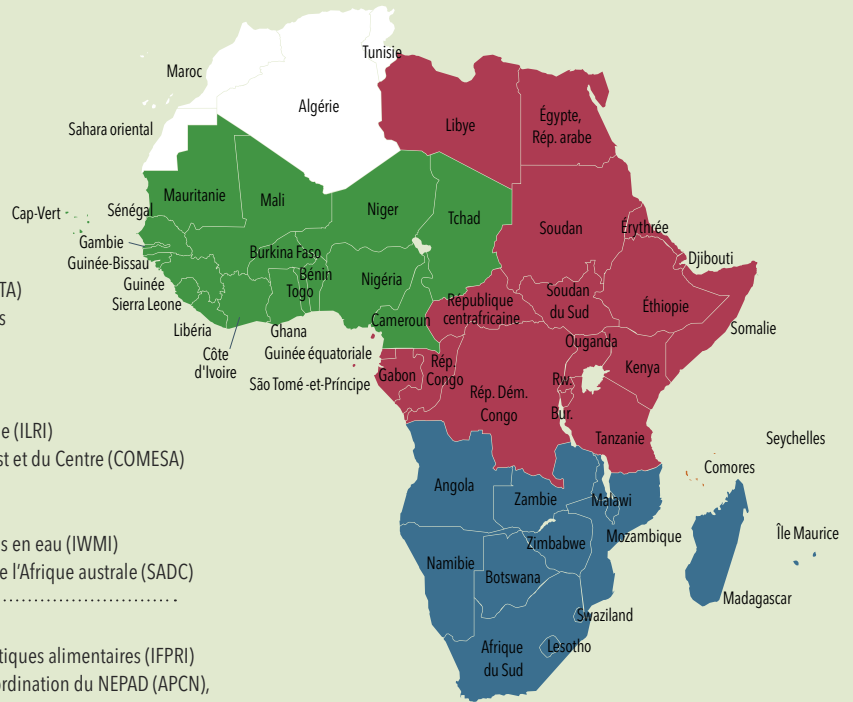 Tunisie
Maroc
Algérie
Libye
Égypte,
Rép. arabe
Sahara oriental
Mauritanie
Mali
Niger
Tchad
Soudan
Érythrée
Cap-Vert
Sénégal
Gambie
Guinée-Bissau
Guinée
Sierra Leone
Libéria
Côte
d'Ivoire
Burkina Faso
Bénin
Togo
Ghana
Nigéria
Cameroun
République
centrafricaine
Soudan
du Sud
Djibouti
Éthiopie
Somalie
Guinée équatoriale
São Tomé -et-Príncipe
Gabon
Rép.
Congo
Rép. Dém.
Congo
Ouganda
Kenya
Rw.
Bur.
Tanzanie
Seychelles
Comores
Angola
Zambie
Malawi
Mozambique
Île Maurice
Namibie
Zimbabwe
Botswana
Madagascar
Swaziland
Afrique
du Sud
Lesotho
TA)
s
e (ILRI)
st et du Centre (COMESA)
s en eau (IWMI)
e l'Afrique australe (SADC)
tiques alimentaires (IFPRI)
ordination du NEPAD (APCN),